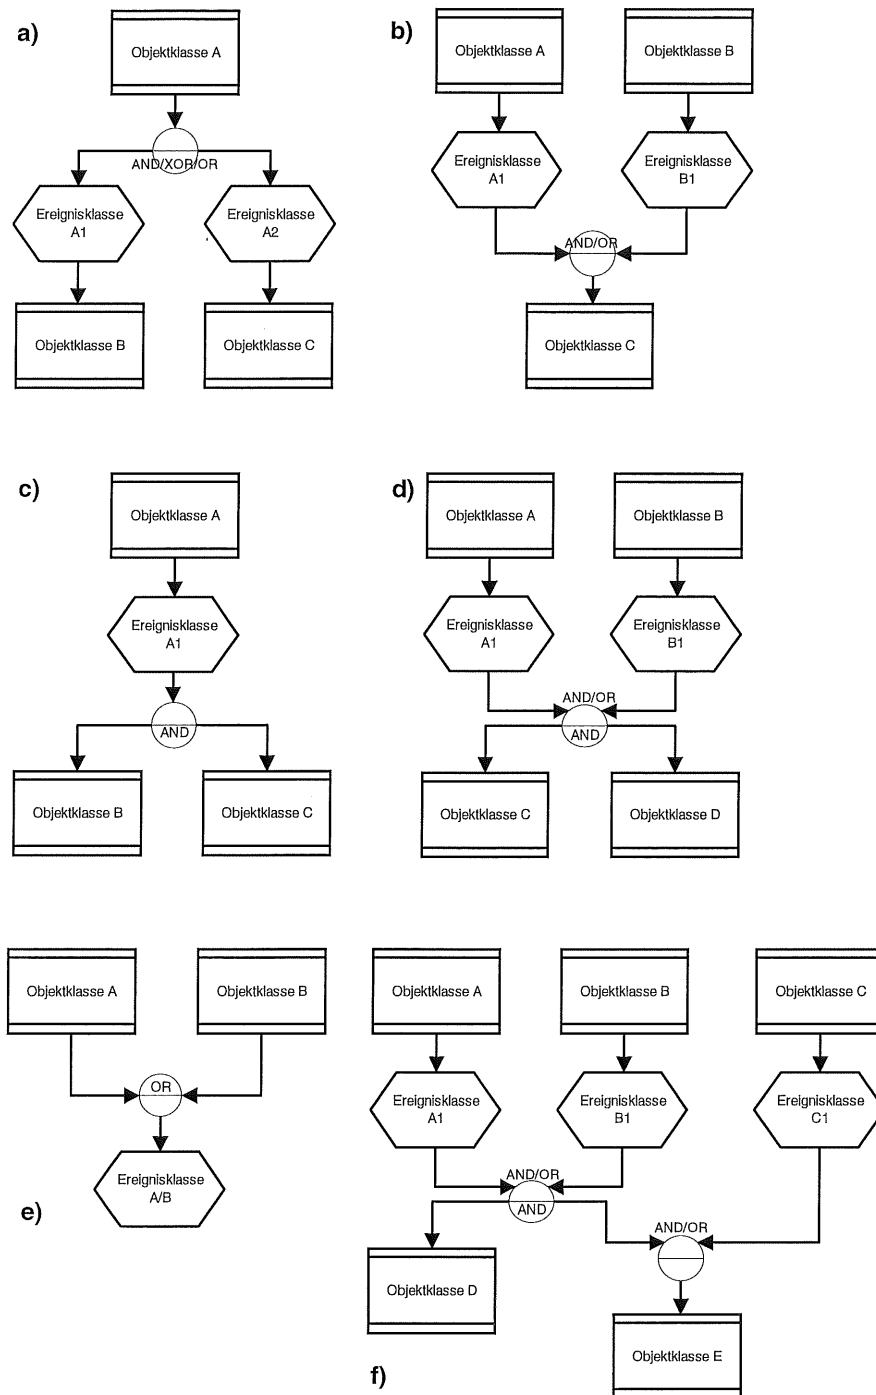 a)
Objektklasse A
AND/XOR/OR
Ereignisklasse
A1
Ereignisklasse
A2
Objektklasse B
Objektklasse C
b)
Objektklasse A
Objektklasse B
Ereignisklasse
A1
Ereignisklasse
B1
AND/OR
Objektklasse C
c)
Objektklasse A
Ereignisklasse
A1
AND
Objektklasse B
Objektklasse C
d)
Objektklasse A
Objektklasse B
Ereignisklasse
A1
Ereignisklasse
B1
AND/OR
AND
Objektklasse C
Objektklasse D
Objektklasse A
Objektklasse B
OR
Ereignisklasse
A/B
e)
Objektklasse A
Objektklasse B
Objektklasse C
Ereignisklasse
A1
Ereignisklasse
B1
Ereignisklasse
C1
AND/OR
AND
AND/OR
Objektklasse D
Objektklasse E
f)